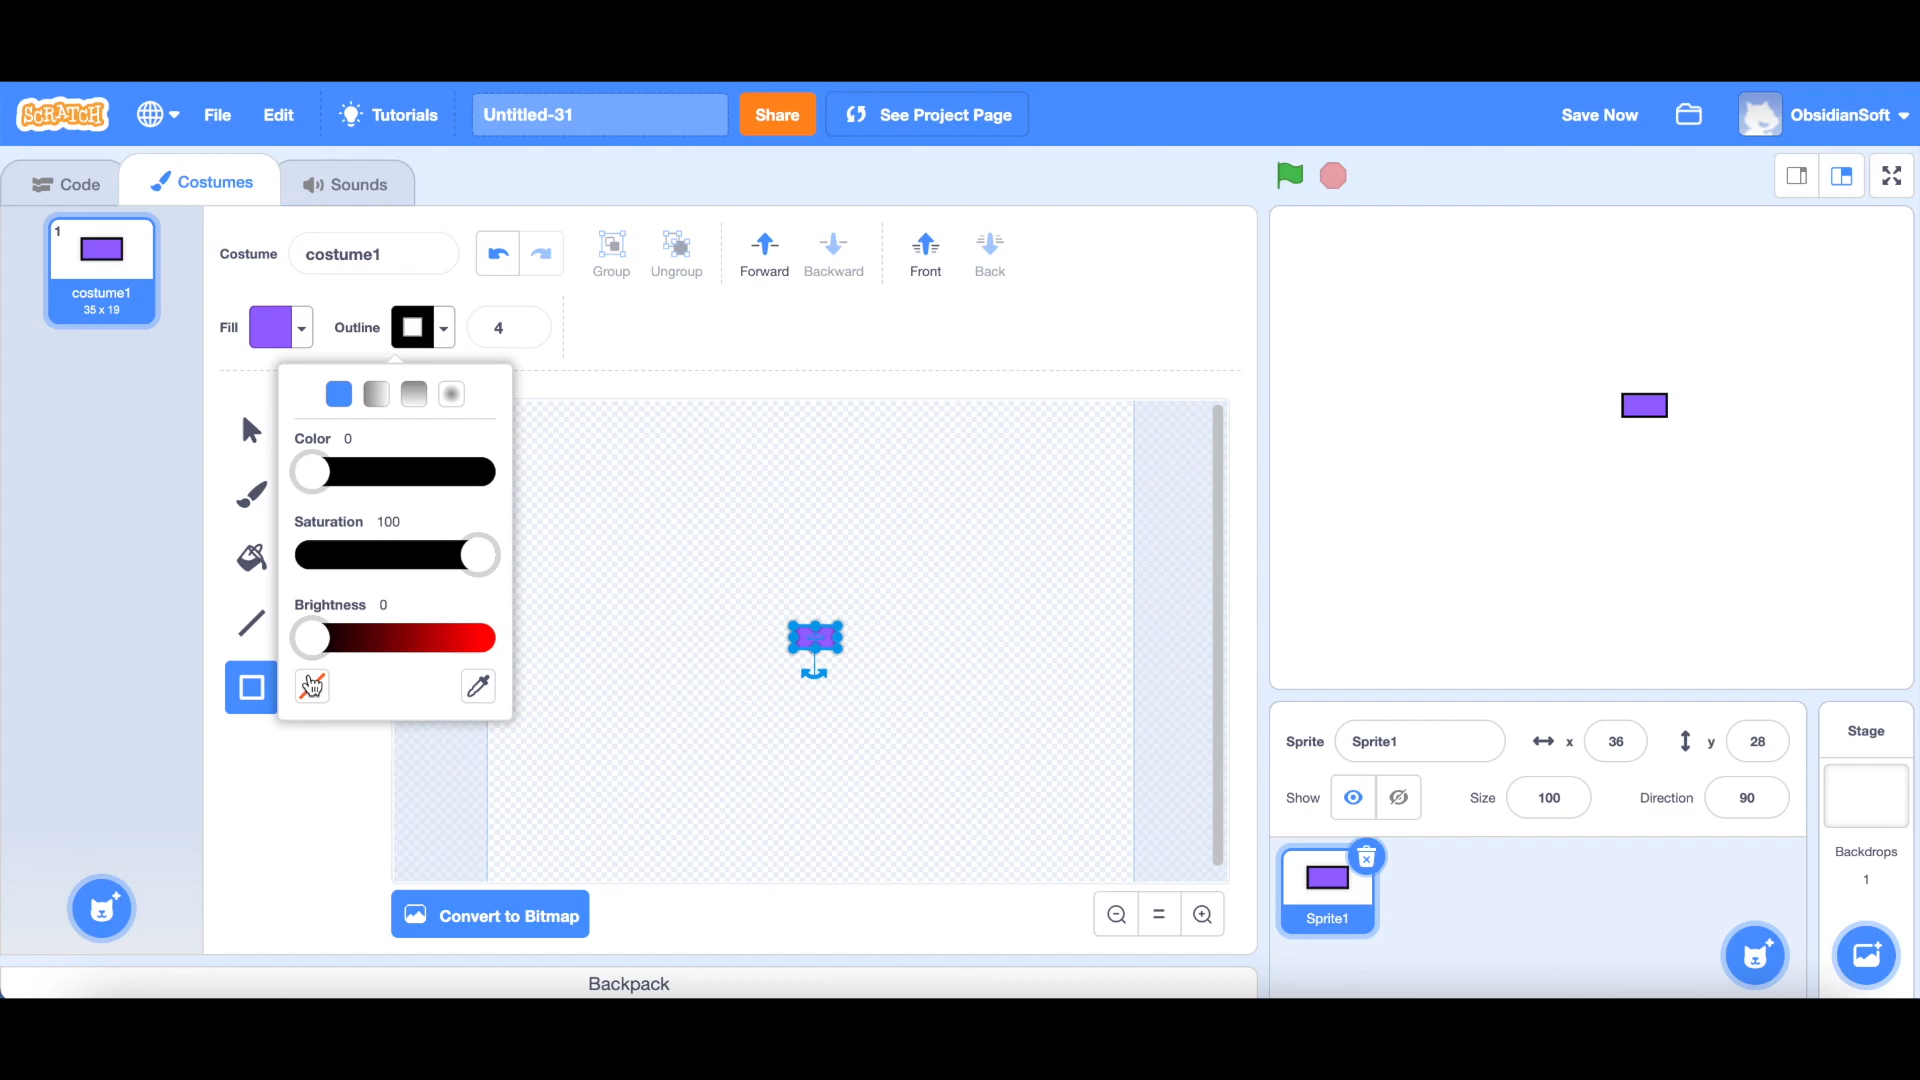 SCRATCH
File
Edit
Tutorials
Untitled-31
Share
See Project Page
Save Now
ObsidianSoft
Code
Costumes
Sounds
1
costume1
35 x 19
Costume
costume1
Group
Ungroup
Forward
Backward
Front
Back
Fill
Outline
4
Color 0
Saturation 100
Brightness 0
Convert to Bitmap
Backpack
Sprite
Sprite1
x
36
y
28
Show
Size
100
Direction
90
Sprite1
Stage
Backdrops
1